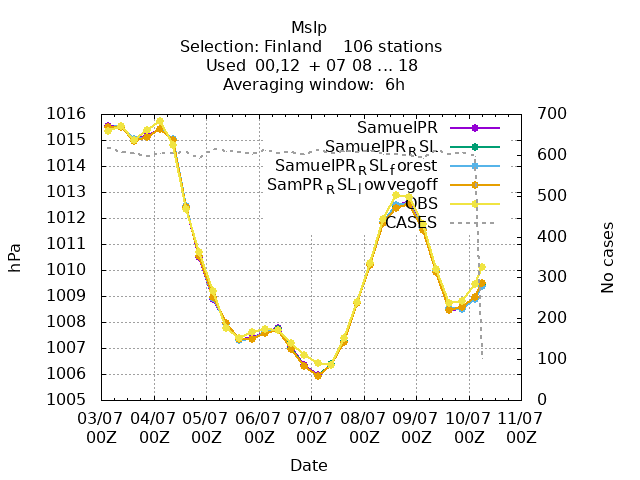 Mslp
Selection: Finland 106 stations
Used 00,12 + 07 08 ... 18
Averaging window: 6h
1016 700
SamuelPR
1015
SamuelPR_RSL
1014 600
SamuelPR_RSL_forest
SamPR_RSL_lowvegoff
1013 500
OBS
1012
CASES
1011 400
1010
hPa
No cases
300
1009
1008 200
1007
1006 100
1005 0
03/07 04/07 05/07 06/07 07/07 08/07 09/07 10/07 11/07
00Z 00Z 00Z 00Z 00Z 00Z 00Z 00Z 00Z
Date